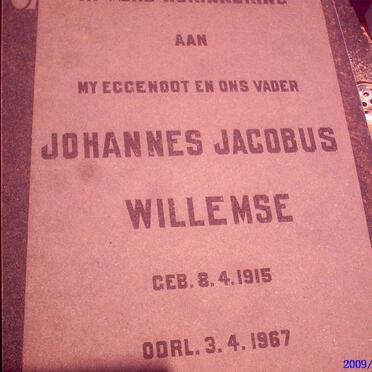 AAN
MY EGGENOOT EN ONS VADER
JOHANNES JACOBUS
WILLEMSE
GEB. 8.4.1915
OORL. 3.4.1967
2009/